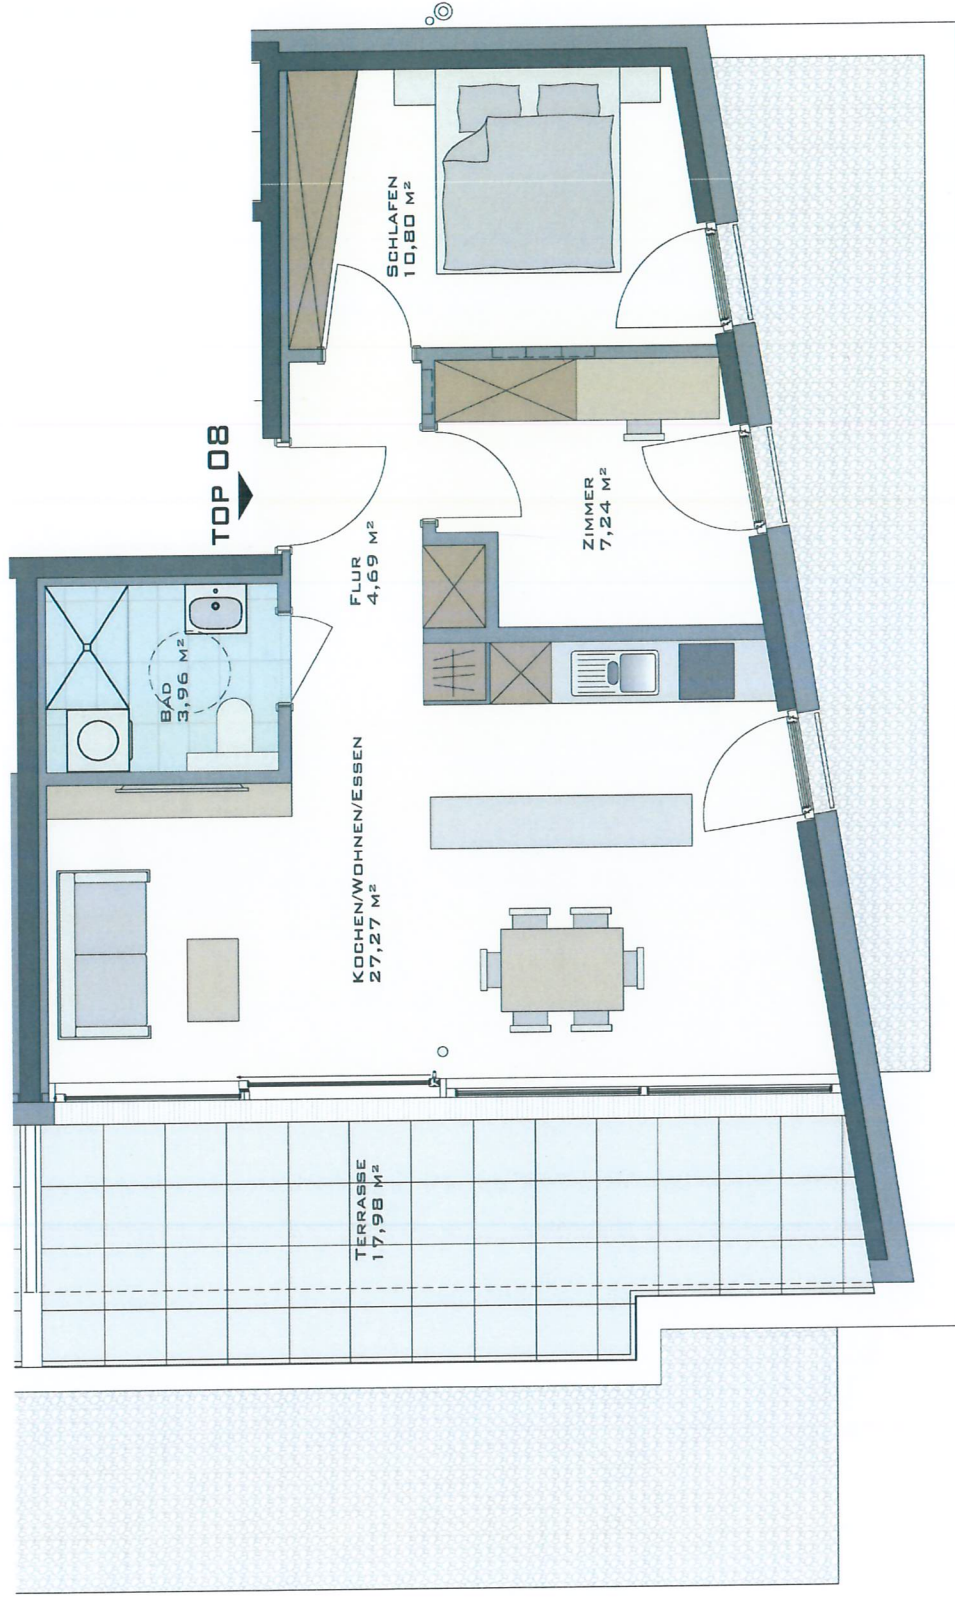 SCHLAFEN
10,80 M²
TOP 08
ZIMMER
7,24 M²
FLUR
4,69 M²
BAD
3,96 M²
KOCHEN/WOHNEN/ESSEN
27,27 M²
TERRASSE
17,98 M²